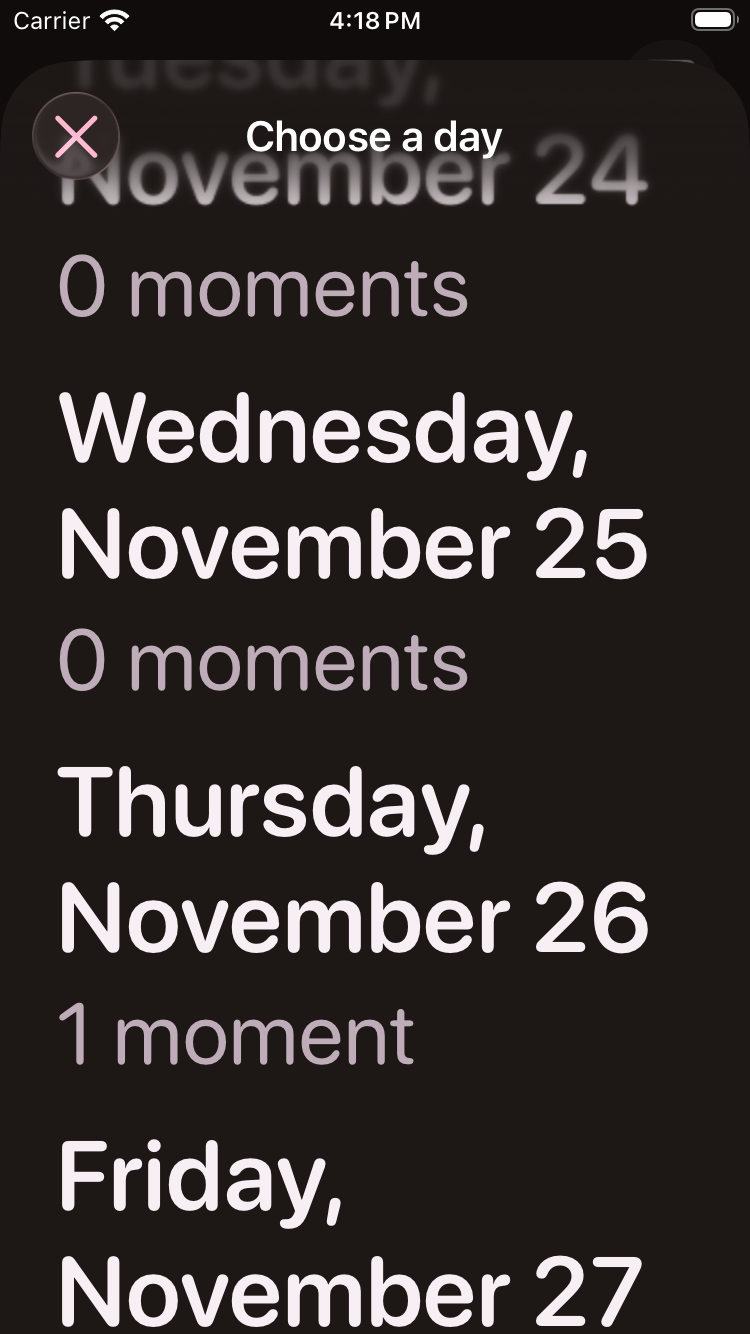 Carrier
4:18 PM
Tuesday,
Choose a day
November 24
0 moments
Wednesday,
November 25
0 moments
Thursday,
November 26
1 moment
Friday,
November 27